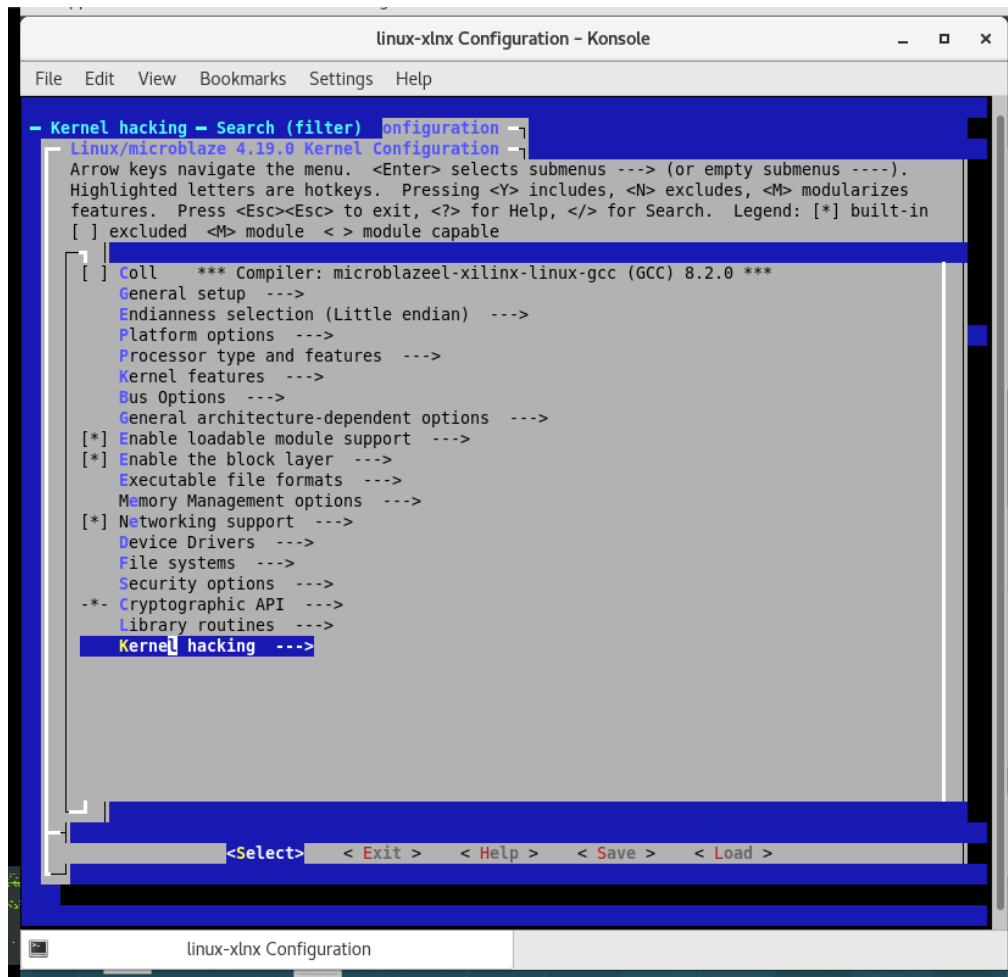 linux-xlnx Configuration – Konsole
File Edit View Bookmarks Settings Help
Kernel hacking — Search (filter) onfiguration
Linux/microblaze 4.19.0 Kernel Configuration
Arrow keys navigate the menu. <Enter> selects submenus ---> (or empty submenus ----).
Highlighted letters are hotkeys. Pressing <Y> includes, <N> excludes, <M> modularizes
features. Press <Esc><Esc> to exit, <?> for Help, </> for Search. Legend: [*] built-in
[ ] excluded <M> module < > module capable
[ ] Coll *** Compiler: microblazeel-xilinx-linux-gcc (GCC) 8.2.0 ***
General setup --->
Endianness selection (Little endian) --->
Platform options --->
Processor type and features --->
Kernel features --->
Bus Options --->
General architecture-dependent options --->
[*] Enable loadable module support --->
[*] Enable the block layer --->
Executable file formats --->
Memory Management options --->
[*] Networking support --->
Device Drivers --->
File systems --->
Security options --->
-*- Cryptographic API --->
Library routines --->
Kernel hacking --->
<Select> < Exit > < Help > < Save > < Load >
linux-xlnx Configuration